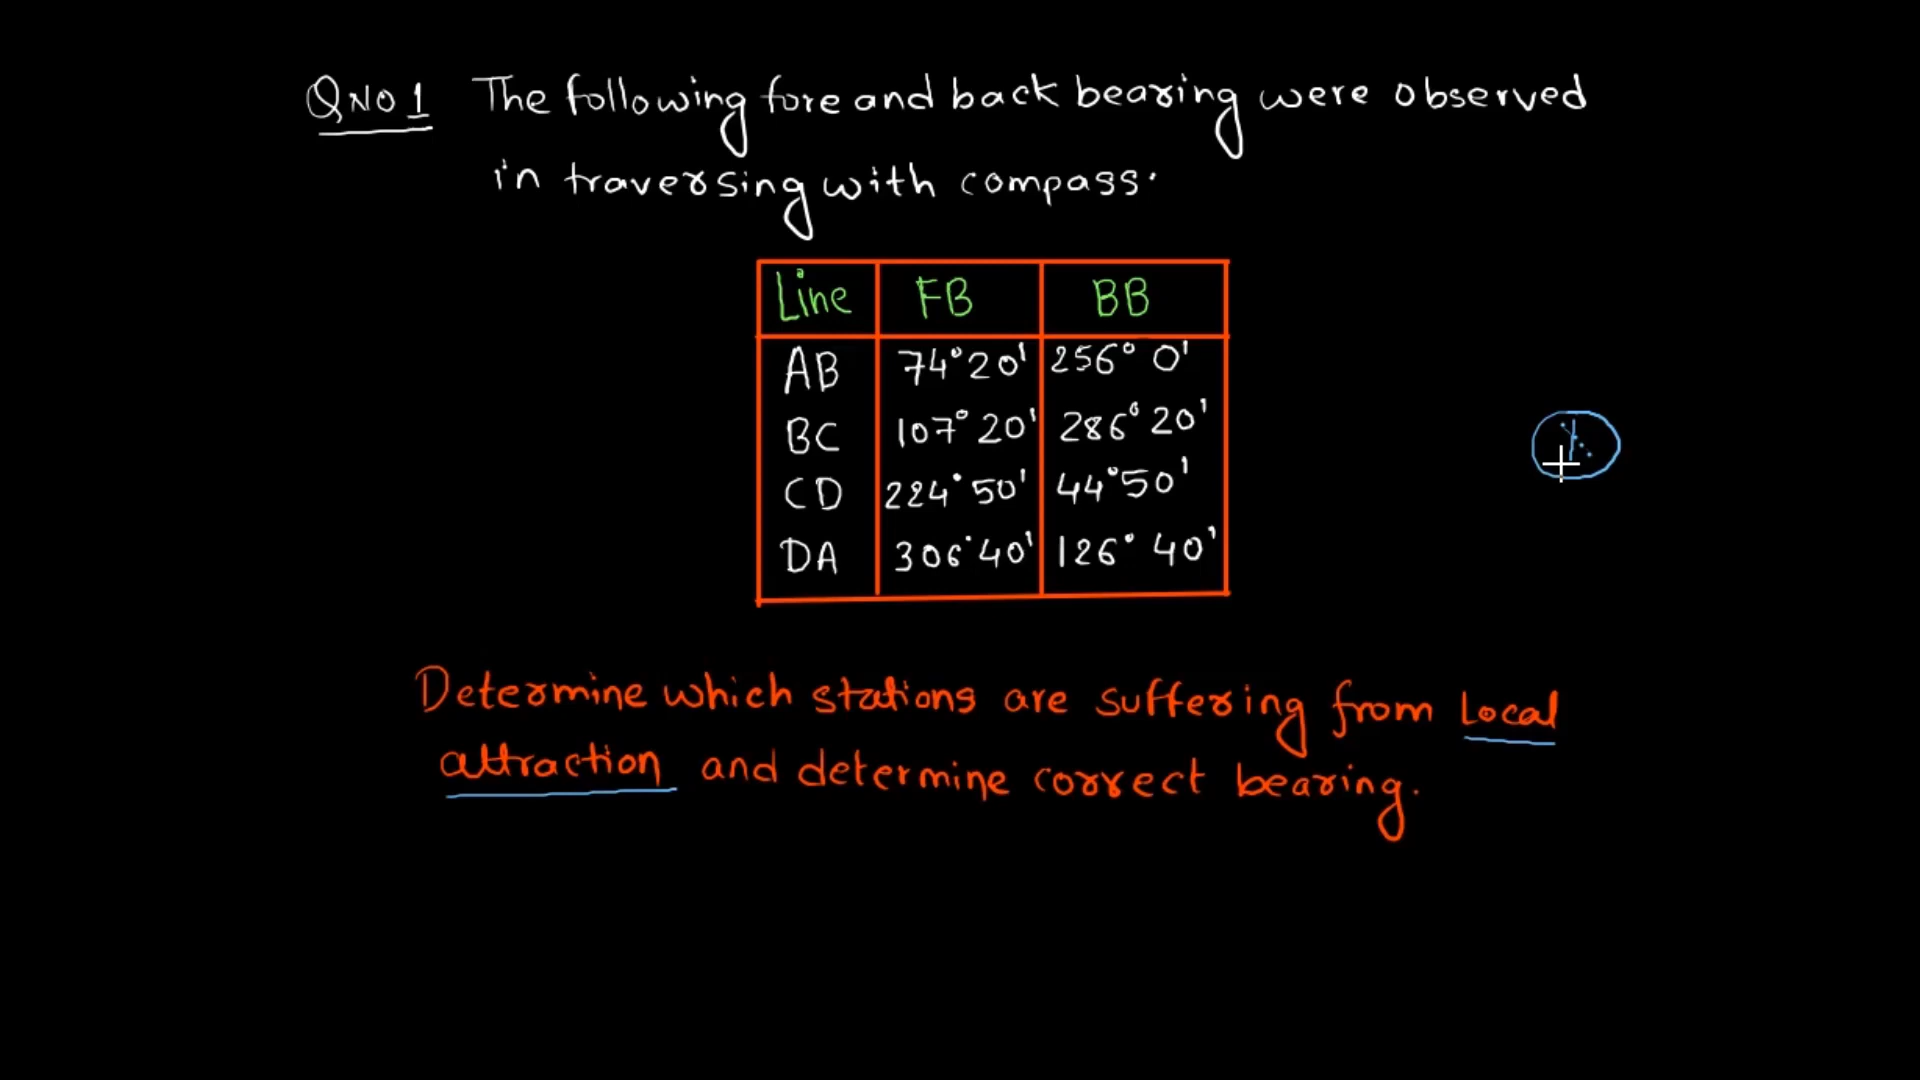 QNO1 The following fore and back bearing were observed
in traversing with compass.
Line FB BB
AB 74°20' 256° 0'
BC 107°20' 286°20'
CD 224°50' 44°50'
DA 306°40' 126°40'
Determine which stations are suffering from Local
attraction and determine correct bearing.